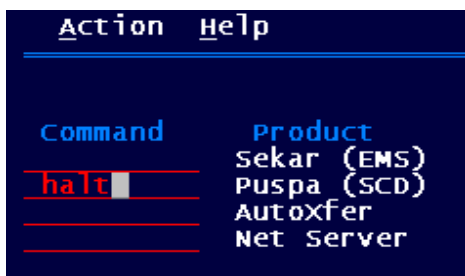 Action Help
Command Product
Sekar (EMS)
halt Puspa (SCD)
AutoXfer
Net Server